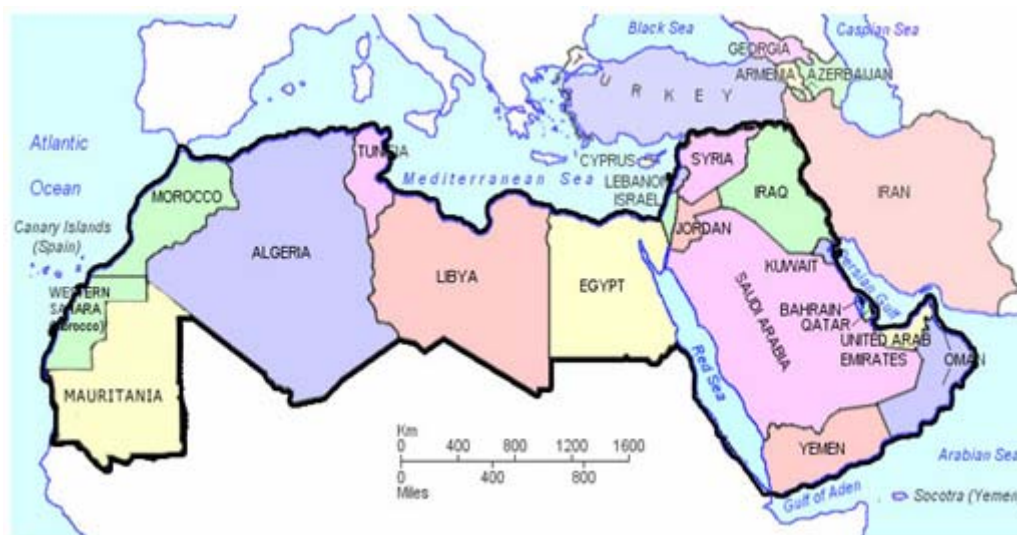 Black Sea
Caspian Sea
GEORGIA
ARMENIA
AZERBAIJAN
TURKEY
Atlantic
Ocean
TUNISIA
CYPRUS
SYRIA
Mediterranean Sea
LEBANON
ISRAEL
IRAQ
IRAN
MOROCCO
Canary Islands
(Spain)
JORDAN
ALGERIA
LIBYA
EGYPT
KUWAIT
Persian Gulf
WESTERN
SAHARA
(Morocco)
SAUDI ARABIA
BAHRAIN
QATAR
UNITED ARAB
EMIRATES
OMAN
Red Sea
MAURITANIA
Km
0 400 800 1200 1600
0 400 800
Miles
YEMEN
Arabian Sea
Gulf of Aden
Socotra (Yemen